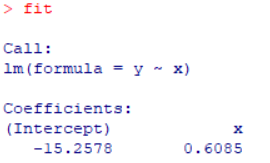 > fit
Call:
lm(formula = y ~ x)
Coefficients:
(Intercept) x
-15.2578 0.6085